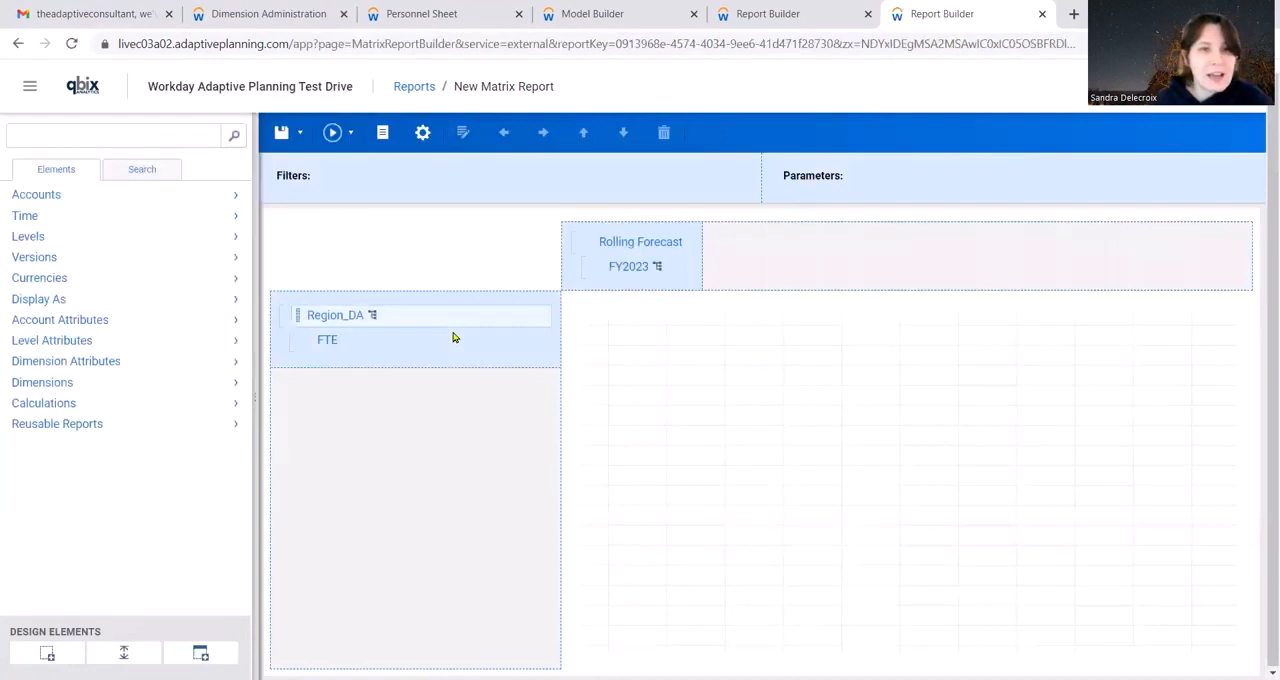 theadaptiveconsultant, we'
Dimension Administration
Personnel Sheet
Model Builder
Report Builder
Report Builder
livec03a02.adaptiveplanning.com/app?page=MatrixReportBuilder&service=external&reportKey=0913968e-4574-4034-9ee6-41d471f28730&zx=
Sandra Delecroix
qbix
ANALYTICS
Workday Adaptive Planning Test Drive
Reports / New Matrix Report
Elements
Search
Filters:
Parameters:
Accounts
Time
Levels
Versions
Currencies
Display As
Account Attributes
Level Attributes
Dimension Attributes
Dimensions
Calculations
Reusable Reports
Rolling Forecast
FY2023
Region_DA
FTE
DESIGN ELEMENTS